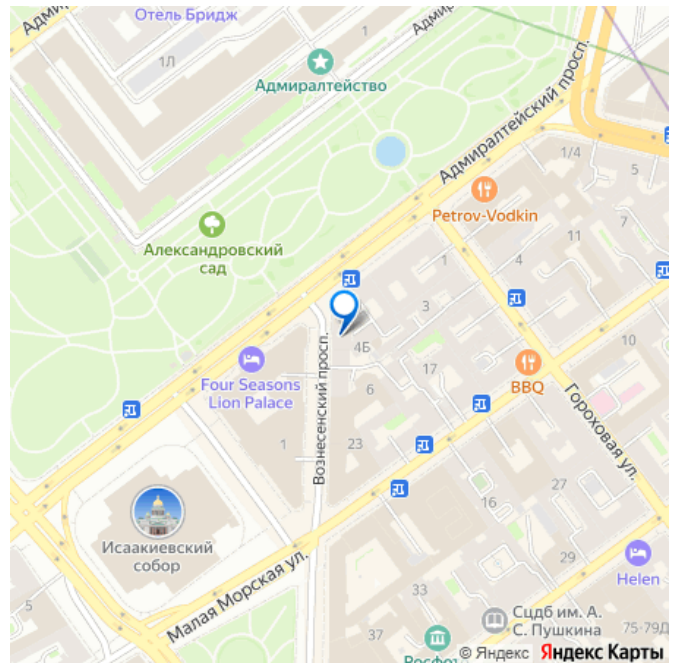 Отель Бридж
1
1Л
Адмиралтейство
Адмиралтейский просп.
1/4
5
Petrov-Vodkin
7
11
Александровский
сад
1
4
3
10
4Б
17
Four Seasons
Lion Palace
6
BBQ
Вознесенский просп.
Гороховая ул.
1
23
27
16
Исаакиевский
собор
29
Helen
Малая Морская ул.
33
5
Сцдб им. А.
С. Пушкина
37
75-79Д
© Яндекс Яндекс Карты